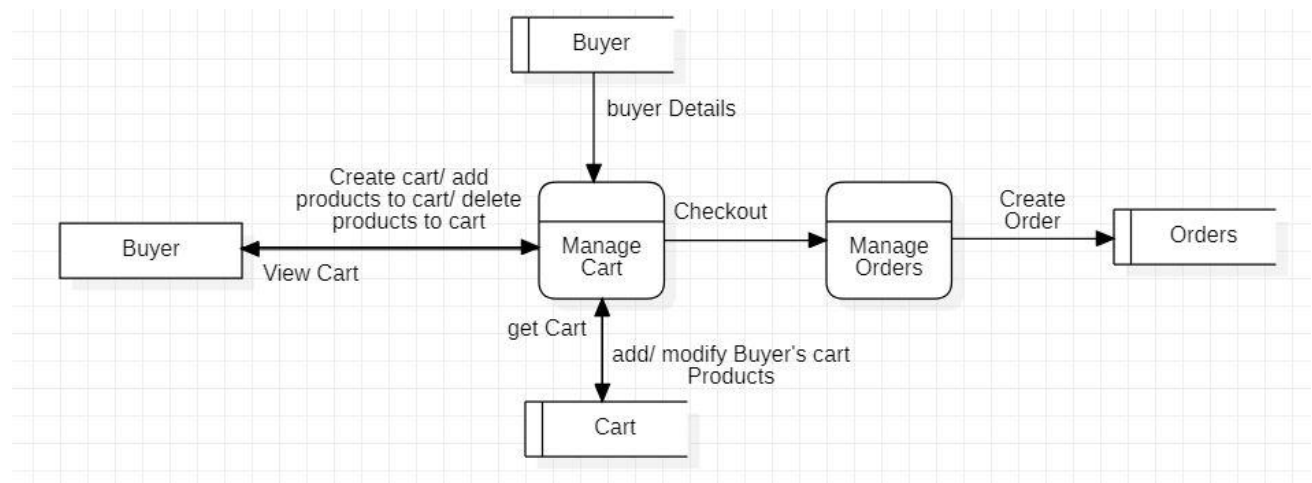 Buyer
buyer Details
Create cart/ add
products to cart/ delete
products to cart
Checkout
Create
Order
Buyer
Manage
Cart
Manage
Orders
Orders
View Cart
get Cart
add/ modify Buyer's cart
Products
Cart